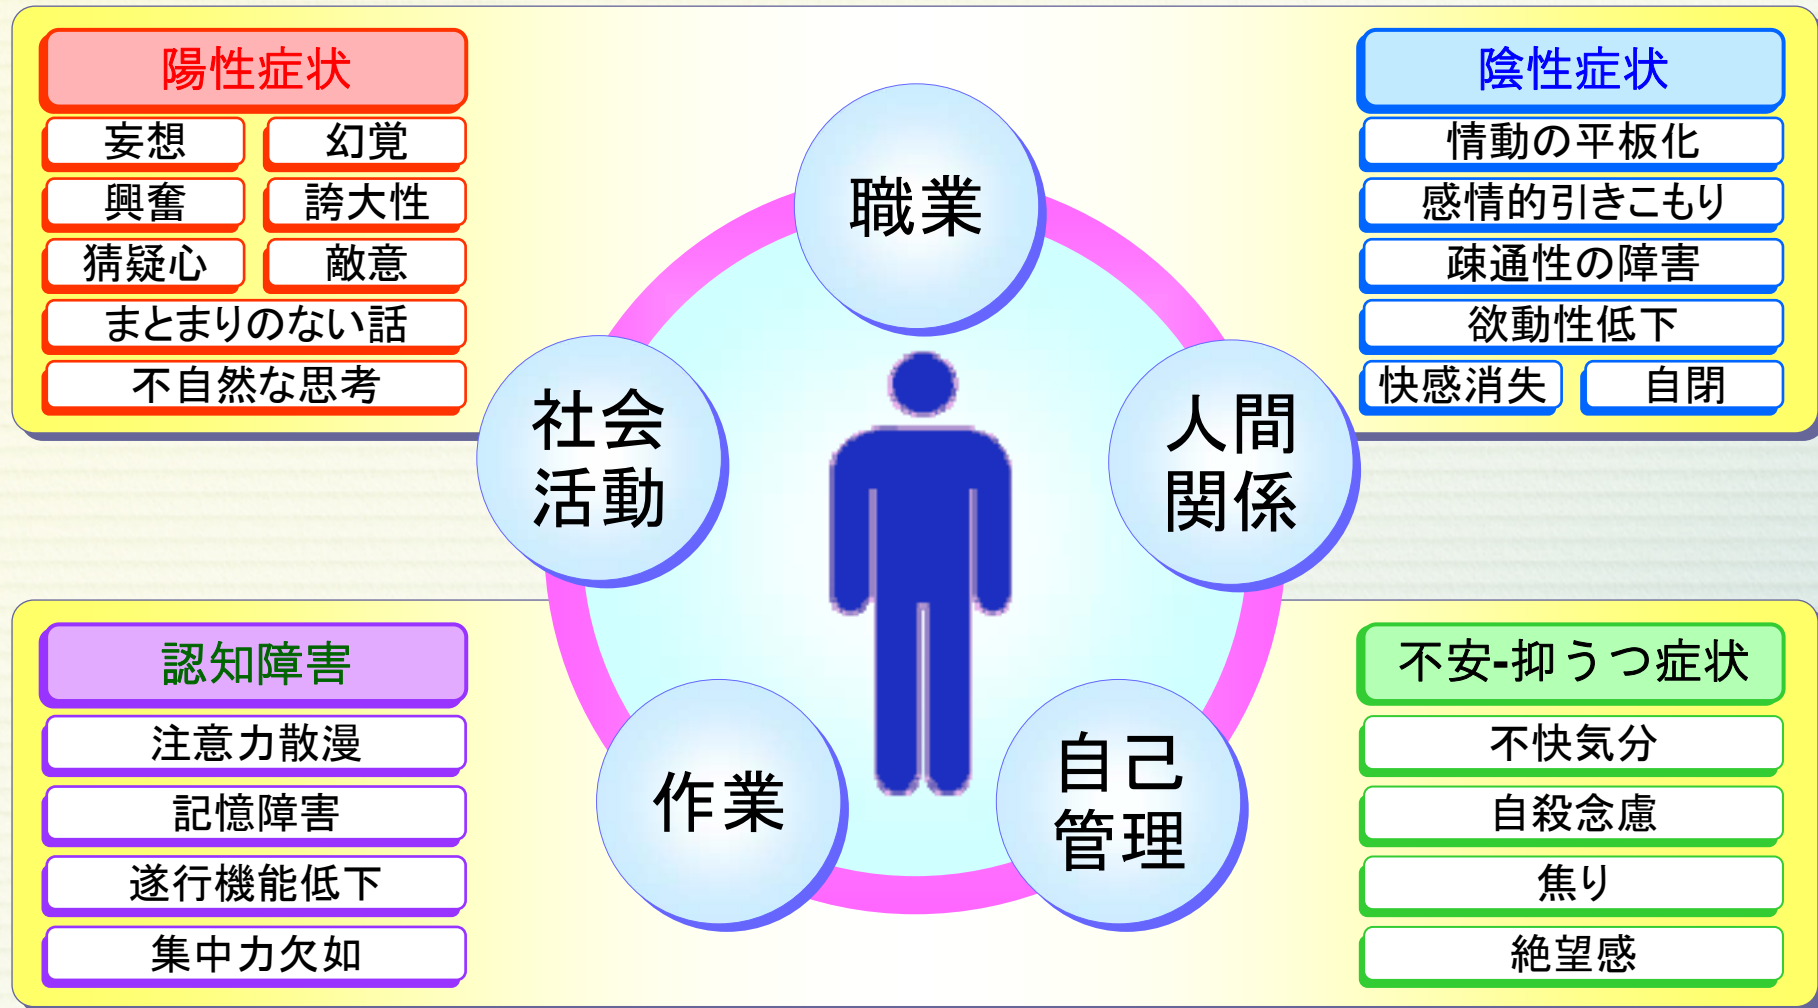 陽性症状
妄想
幻覚
興奮
誇大性
猜疑心
敵意
まとまりのない話
不自然な思考
陰性症状
情動の平板化
感情的引きこもり
疎通性の障害
欲動性低下
快感消失
自閉
職業
社会
活動
人間
関係
作業
自己
管理
認知障害
注意力散漫
記憶障害
遂行機能低下
集中力欠如
不安-抑うつ症状
不快気分
自殺念慮
焦り
絶望感